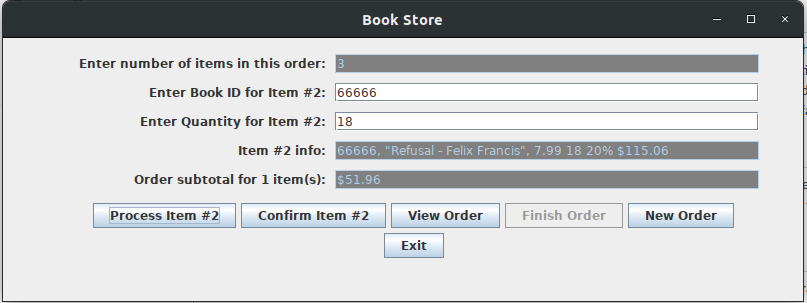 Book Store
Enter number of items in this order: 3
Enter Book ID for Item #2: 66666
Enter Quantity for Item #2: 18
Item #2 info: 66666, "Refusal - Felix Francis", 7.99 18 20% $115.06
Order subtotal for 1 item(s): $51.96
Process Item #2 Confirm Item #2 View Order Finish Order New Order
Exit